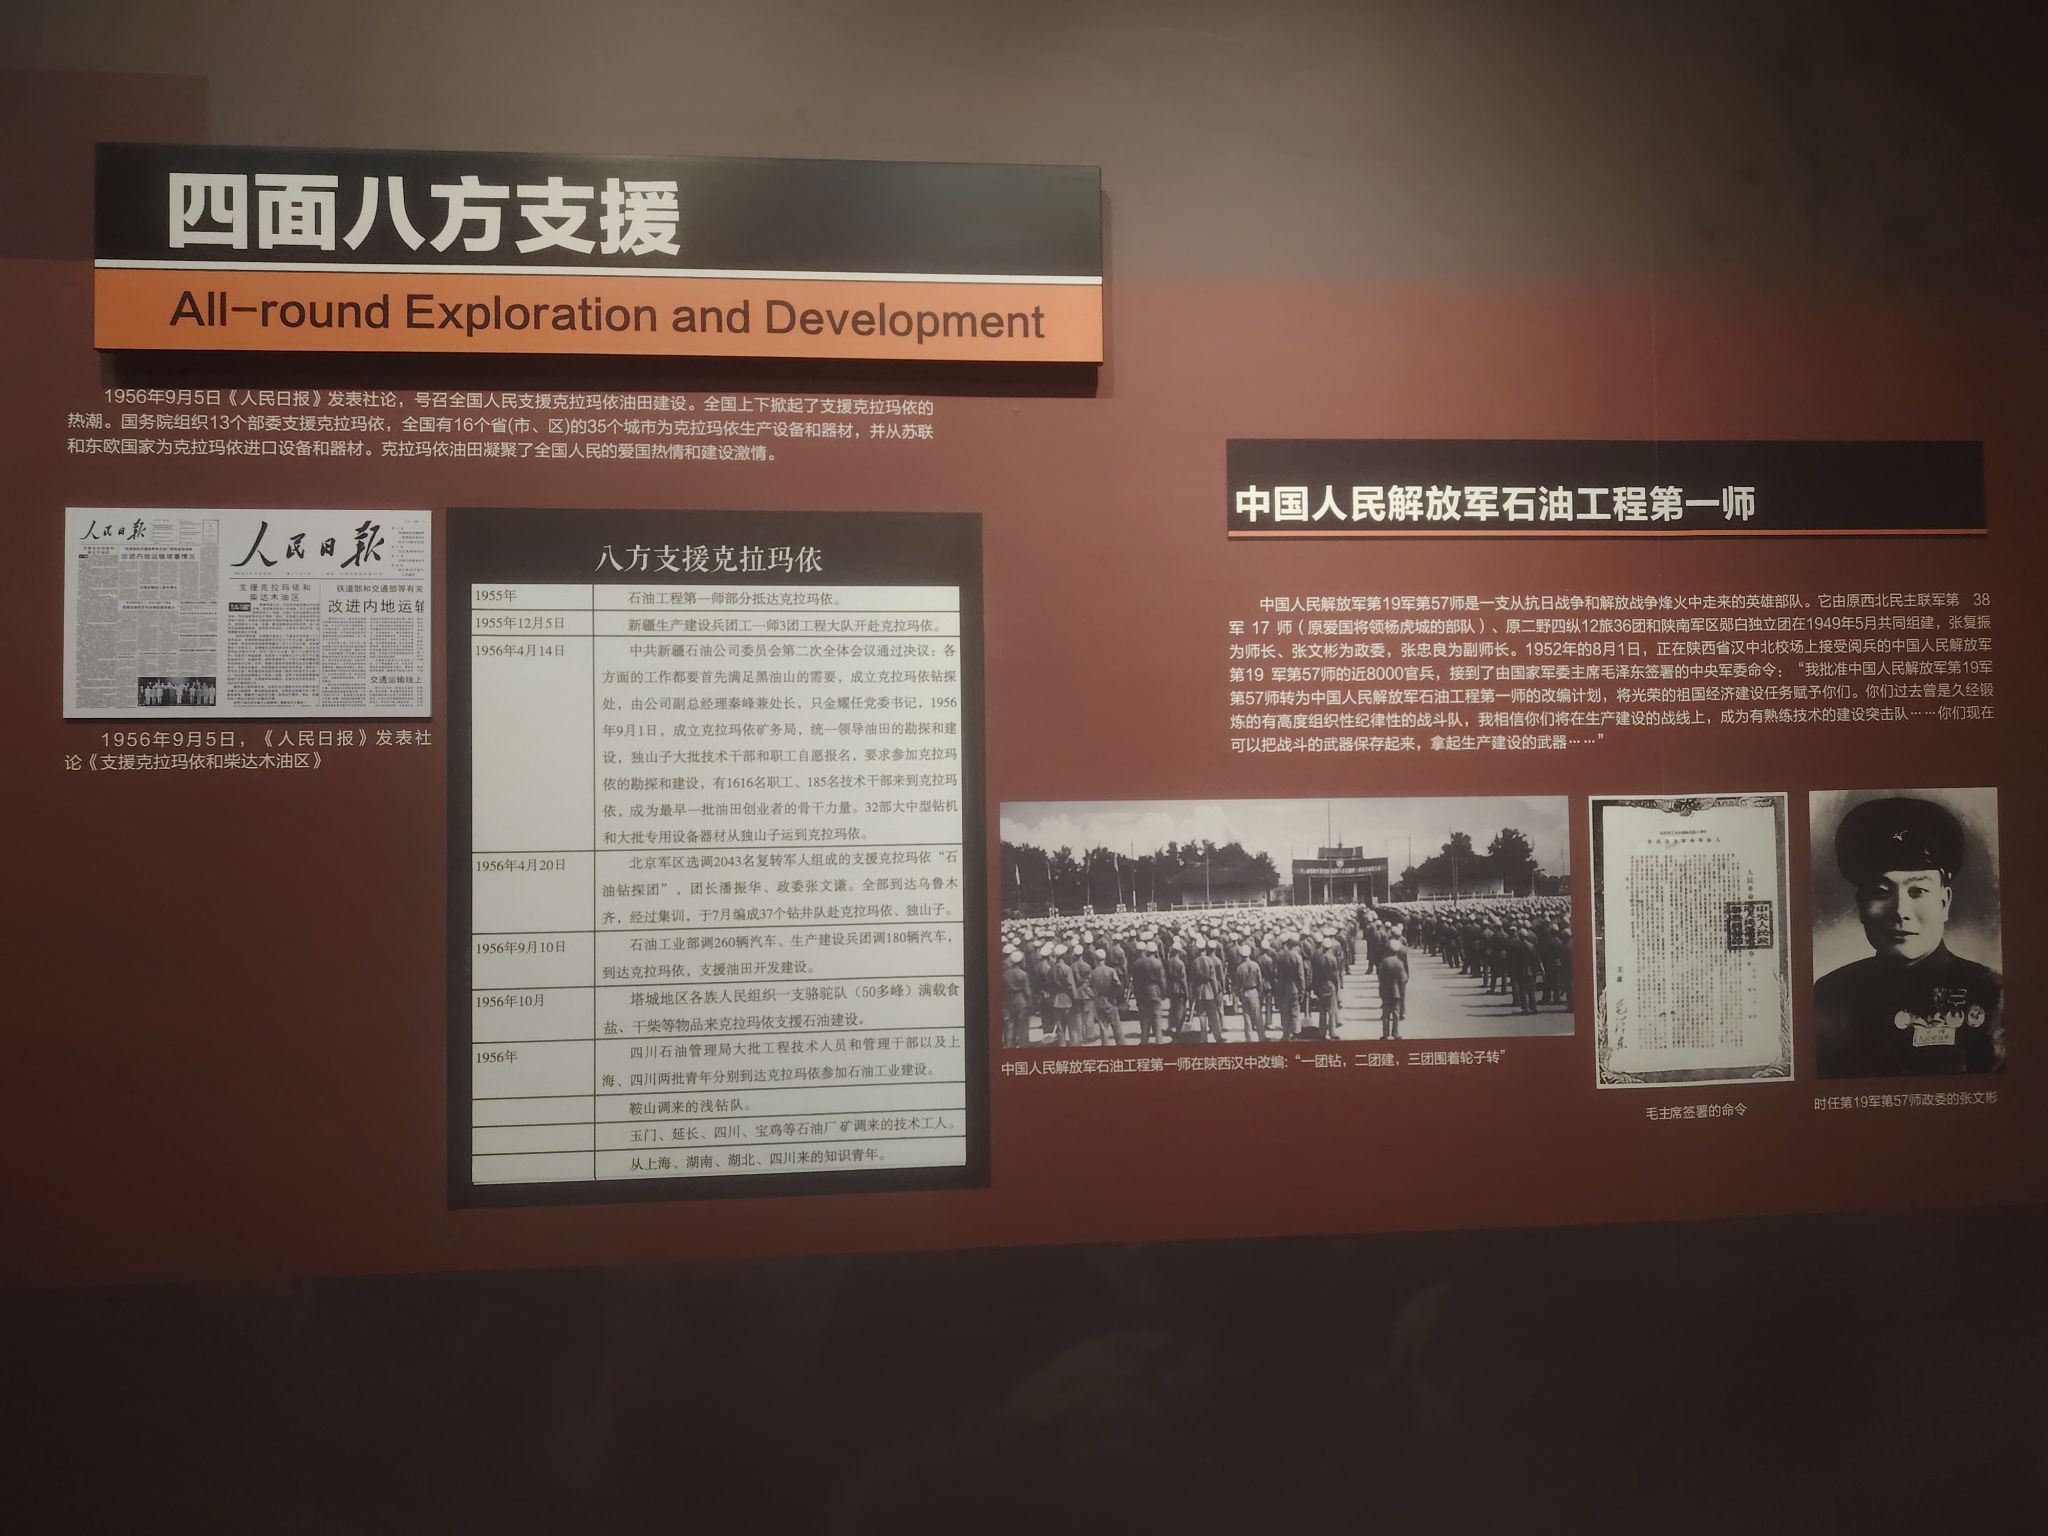 四面八方支援
All-round Exploration and Development
1956年9月5日《人民日报》发表社论，号召全国人民支援克拉玛依油田建设。全国上下掀起了支援克拉玛依的
热潮。国务院组织13个部委支援克拉玛依，全国有16个省(市、区)的35个城市为克拉玛依生产设备和器材，并从苏联
和东欧国家为克拉玛依进口设备和器材。克拉玛依油田凝聚了全国人民的爱国热情和建设激情。
人民日报
改进内地运输堵塞情况
人民日报
支援克拉玛依和
柴达木油区
铁道部和交通部等有关
改进内地运输
交通运输线上
1956年9月5日，《人民日报》发表社
论《支援克拉玛依和柴达木油区》
八方支援克拉玛依
1955年 石油工程第一师部分抵达克拉玛依。
1955年12月5日 新疆生产建设兵团工一师3团工程大队开赴克拉玛依。
1956年4月14日 中共新疆石油公司委员会第二次全体会议通过决议：各
方面的工作都要首先满足黑油山的需要，成立克拉玛依钻探
处，由公司副总经理秦峰兼处长，只金耀任党委书记，1956
年9月1日，成立克拉玛依矿务局，统一领导油田的勘探和建
设，独山子大批技术干部和职工自愿报名，要求参加克拉玛
依的勘探和建设，有1616名职工、185名技术干部来到克拉玛
依，成为最早一批油田创业者的骨干力量。32部大中型钻机
和大批专用设备器材从独山子运到克拉玛依。
1956年4月20日 北京军区选调2043名复转军人组成的支援克拉玛依“石
油钻探团”，团长潘振华、政委张文谦。全部到达乌鲁木
齐，经过集训，于7月编成37个钻井队赴克拉玛依、独山子。
1956年9月10日 石油工业部调260辆汽车、生产建设兵团调180辆汽车，
到达克拉玛依，支援油田开发建设。
1956年10月 塔城地区各族人民组织一支骆驼队（50多峰）满载食
盐、干柴等物品来克拉玛依支援石油建设。
1956年 四川石油管理局大批工程技术人员和管理干部以及上
海、四川两批青年分别到达克拉玛依参加石油工业建设。
鞍山调来的浅钻队。
玉门、延长、四川、宝鸡等石油厂矿调来的技术工人。
从上海、湖南、湖北、四川来的知识青年。
中国人民解放军石油工程第一师
中国人民解放军第19军第57师是一支从抗日战争和解放战争烽火中走来的英雄部队。它由原西北民主联军第 38
军 17 师（原爱国将领杨虎城的部队）、原二野四纵12旅36团和陕南军区郧白独立团在1949年5月共同组建，张复振
为师长、张文彬为政委，张忠良为副师长。1952年的8月1日，正在陕西省汉中北校场上接受阅兵的中国人民解放军
第19 军第57师的近8000官兵，接到了由国家军委主席毛泽东签署的中央军委命令：“我批准中国人民解放军第19军
第57师转为中国人民解放军石油工程第一师的改编计划，将光荣的祖国经济建设任务赋予你们。你们过去曾是久经锻
炼的有高度组织性纪律性的战斗队，我相信你们将在生产建设的战线上，成为有熟练技术的建设突击队……你们现在
可以把战斗的武器保存起来，拿起生产建设的武器……”
中国人民解放军石油工程第一师在陕西汉中改编：“一团钻，二团建，三团围着轮子转”
主席 毛泽东
毛主席签署的命令
时任第19军第57师政委的张文彬